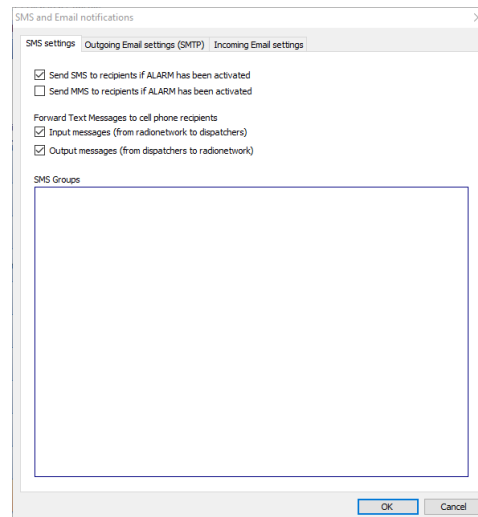 SMS and Email notifications
SMS settings Outgoing Email settings (SMTP) Incoming Email settings
Send SMS to recipients if ALARM has been activated
Send MMS to recipients if ALARM has been activated
Forward Text Messages to cell phone recipients
Input messages (from radionetwork to dispatchers)
Output messages (from dispatchers to radionetwork)
SMS Groups
OK Cancel